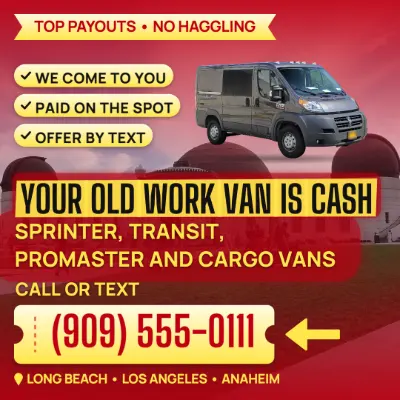 TOP PAYOUTS • NO HAGGLING
WE COME TO YOU
PAID ON THE SPOT
OFFER BY TEXT
YOUR OLD WORK VAN IS CASH
SPRINTER, TRANSIT,
PROMASTER AND CARGO VANS
CALL OR TEXT
(909) 555-0111
LONG BEACH • LOS ANGELES • ANAHEIM